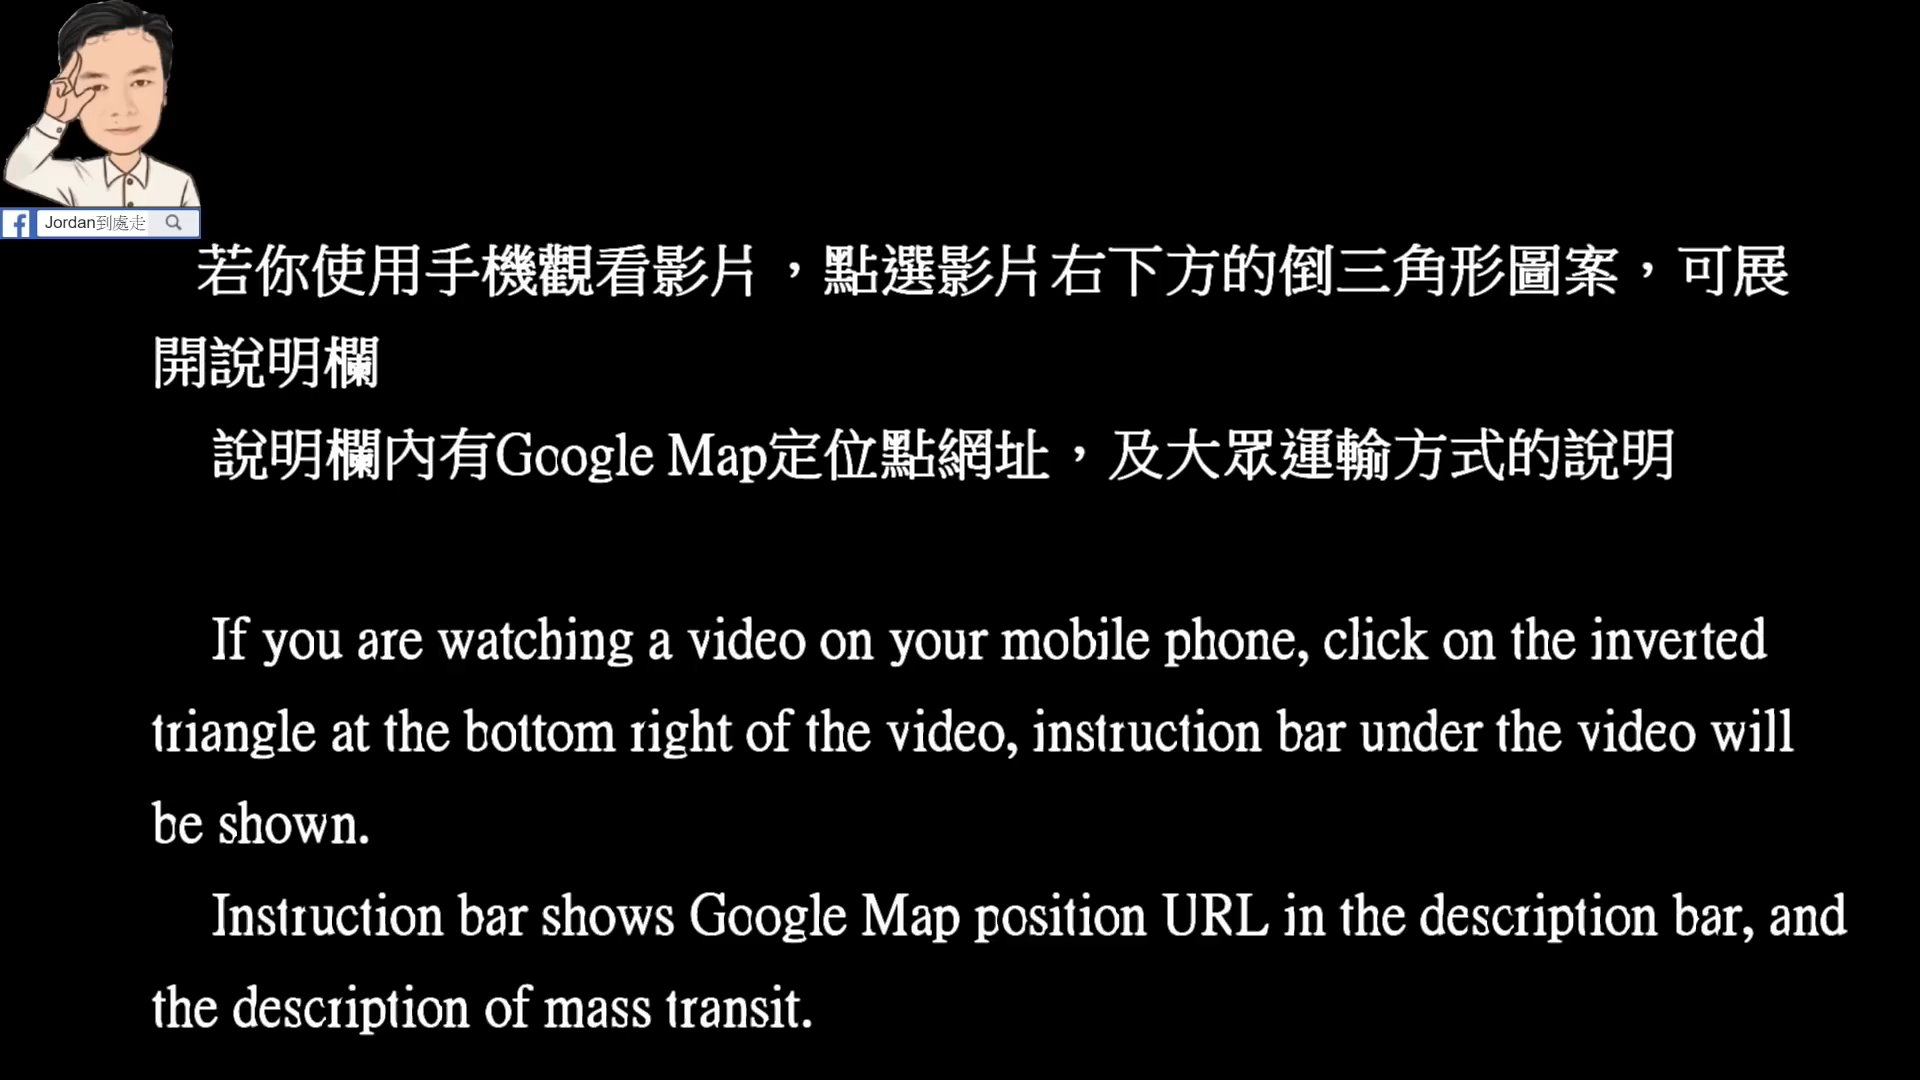 Jordan到處走
若你使用手機觀看影片，點選影片右下方的倒三角形圖案，可展
開說明欄
說明欄內有Google Map定位點網址，及大眾運輸方式的說明
If you are watching a video on your mobile phone, click on the inverted
triangle at the bottom right of the video, instruction bar under the video will
be shown.
Instruction bar shows Google Map position URL in the description bar, and
the description of mass transit.